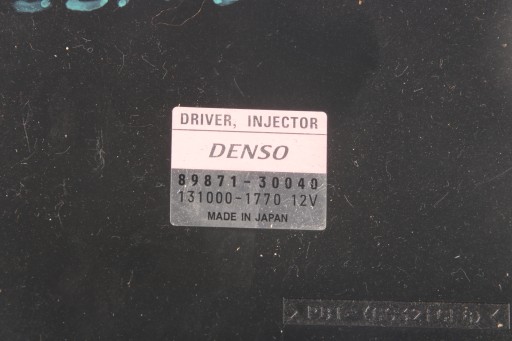 DRIVER, INJECTOR
DENSO
89871-30040
131000-1770 12V
MADE IN JAPAN